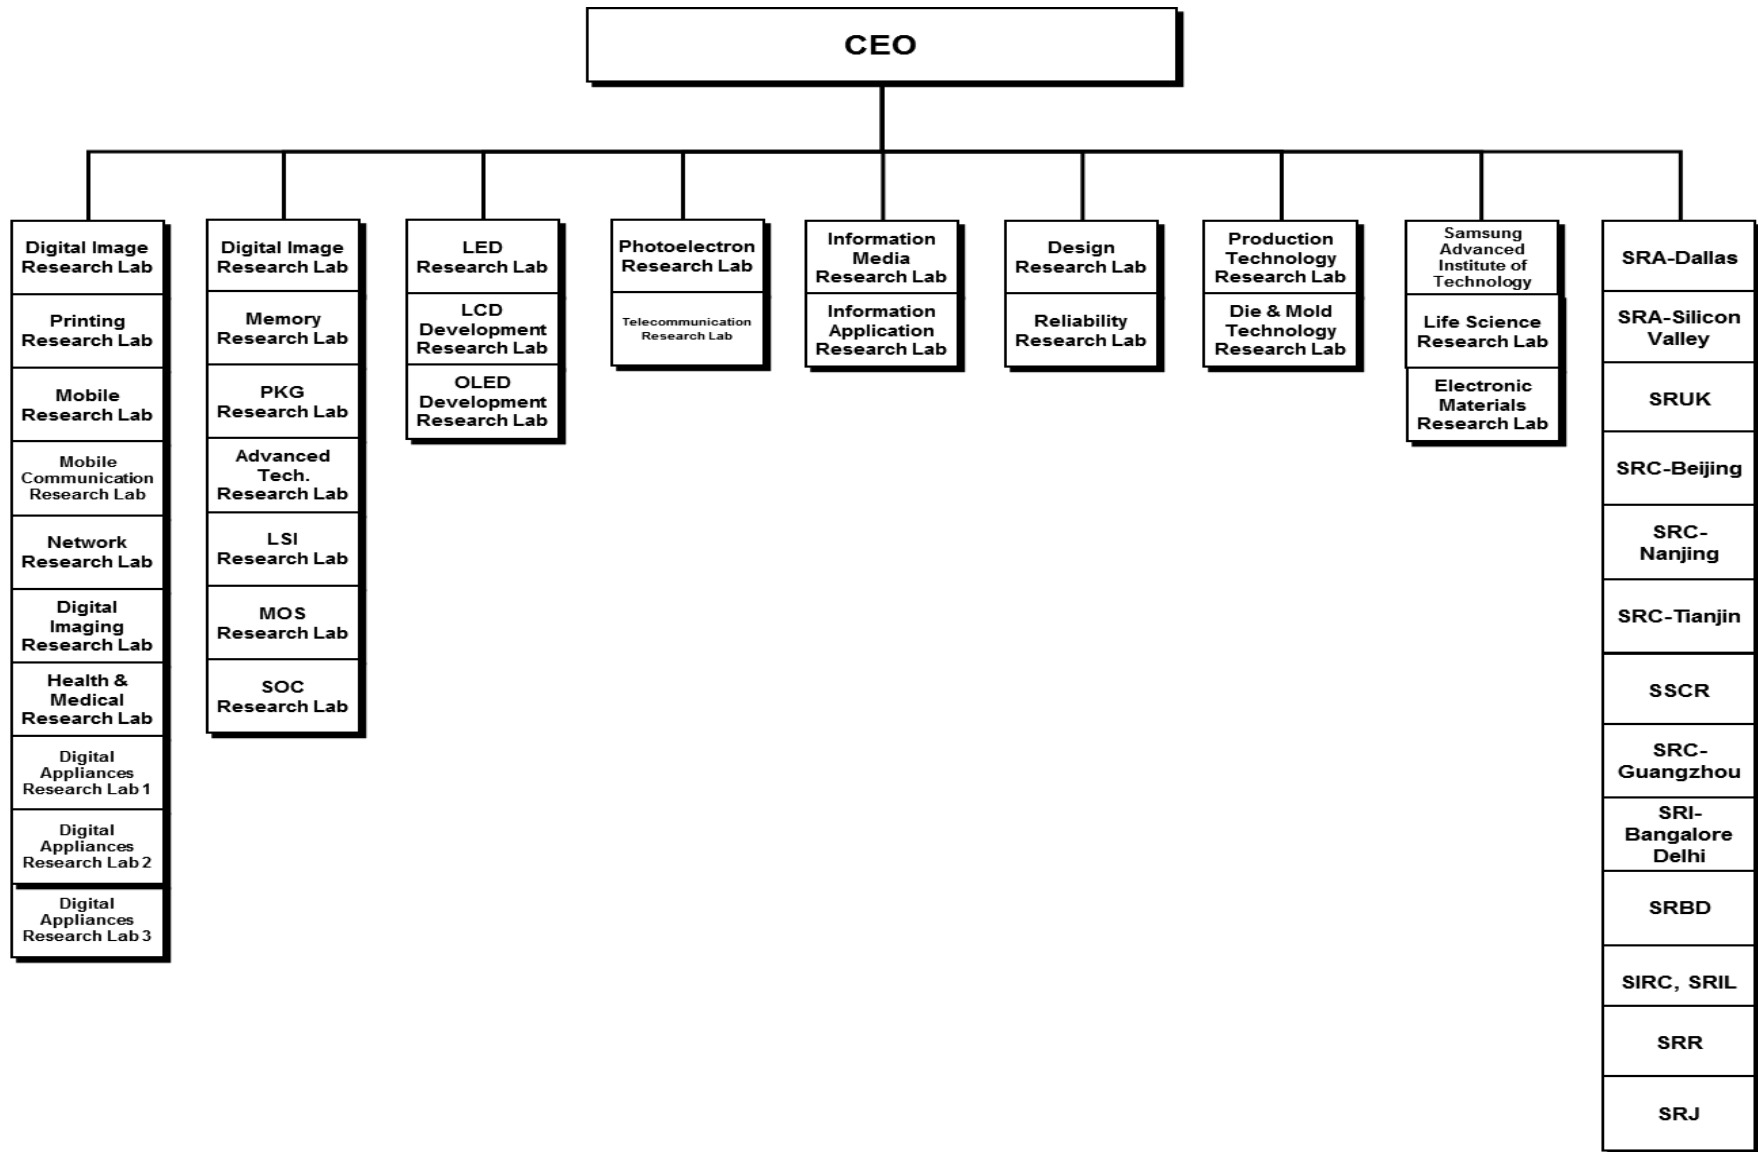 CEO
Digital Image
Research Lab
Printing
Research Lab
Mobile
Research Lab
Mobile
Communication
Research Lab
Network
Research Lab
Digital
Imaging
Research Lab
Health &
Medical
Research Lab
Digital
Appliances
Research Lab 1
Digital
Appliances
Research Lab 2
Digital
Appliances
Research Lab 3
Digital Image
Research Lab
Memory
Research Lab
PKG
Research Lab
Advanced
Tech.
Research Lab
LSI
Research Lab
MOS
Research Lab
SOC
Research Lab
LED
Research Lab
LCD
Development
Research Lab
OLED
Development
Research Lab
Photoelectron
Research Lab
Telecommunication
Research Lab
Information
Media
Research Lab
Information
Application
Research Lab
Design
Research Lab
Reliability
Research Lab
Production
Technology
Research Lab
Die & Mold
Technology
Research Lab
Samsung
Advanced
Institute of
Technology
Life Science
Research Lab
Electronic
Materials
Research Lab
SRA-Dallas
SRA-Silicon
Valley
SRUK
SRC-Beijing
SRC-
Nanjing
SRC-Tianjin
SSCR
SRC-
Guangzhou
SRI-
Bangalore
Delhi
SRBD
SIRC, SRIL
SRR
SRJ